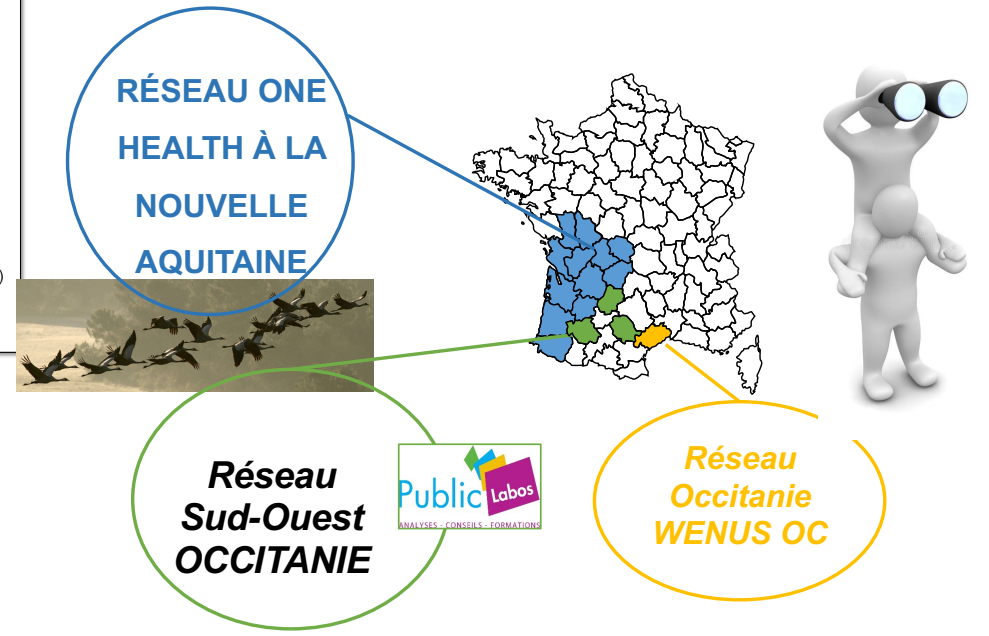 RÉSEAU ONE
HEALTH À LA
NOUVELLE
AQUITAINE
)
Réseau
Sud-Ouest
OCCITANIE
Public Labos
ANALYSES - CONSEILS - FORMATIONS
Réseau
Occitanie
WENUS OC